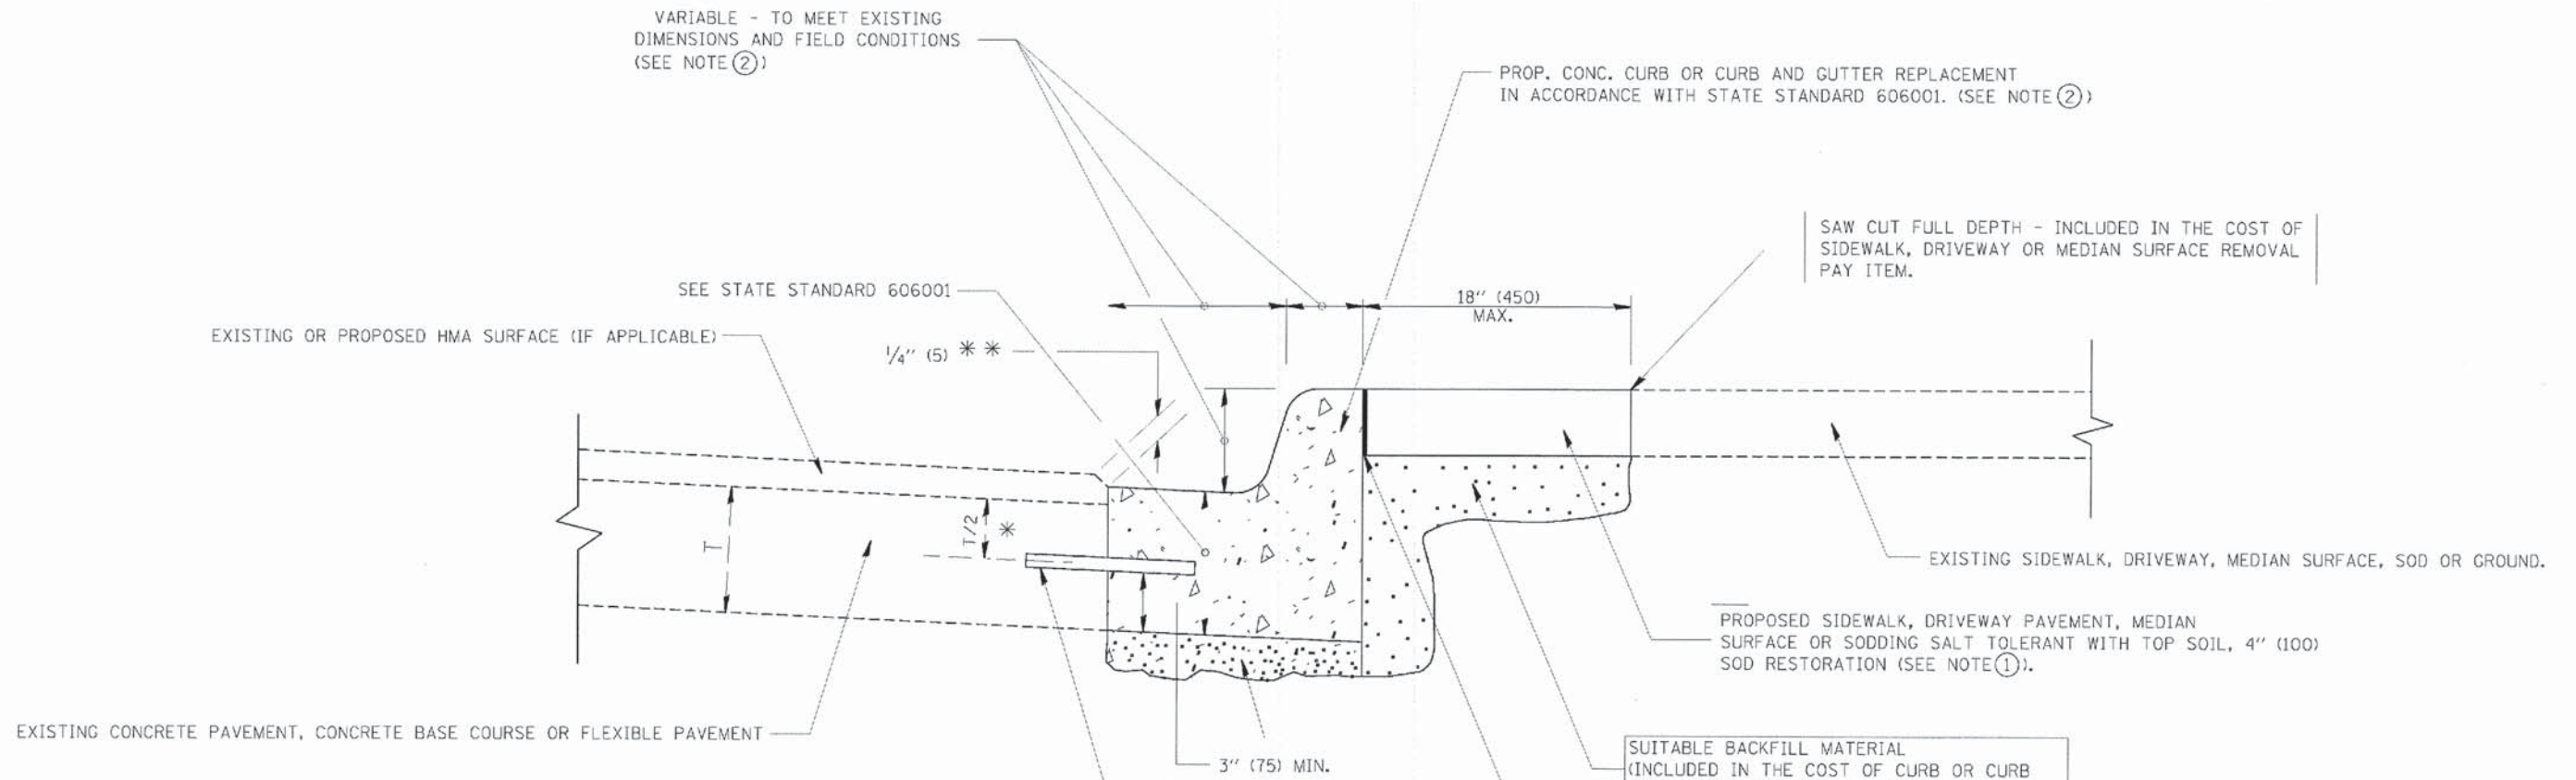 VARIABLE - TO MEET EXISTING
DIMENSIONS AND FIELD CONDITIONS
(SEE NOTE ②)
PROP. CONC. CURB OR CURB AND GUTTER REPLACEMENT
IN ACCORDANCE WITH STATE STANDARD 606001. (SEE NOTE ②)
SAW CUT FULL DEPTH - INCLUDED IN THE COST OF
SIDEWALK, DRIVEWAY OR MEDIAN SURFACE REMOVAL
PAY ITEM.
SEE STATE STANDARD 606001
18" (450)
MAX.
EXISTING OR PROPOSED HMA SURFACE (IF APPLICABLE)
1/4" (5) * *
T
T/2 *
EXISTING SIDEWALK, DRIVEWAY, MEDIAN SURFACE, SOD OR GROUND.
PROPOSED SIDEWALK, DRIVEWAY PAVEMENT, MEDIAN
SURFACE OR SODDING SALT TOLERANT WITH TOP SOIL, 4" (100)
SOD RESTORATION (SEE NOTE ①).
EXISTING CONCRETE PAVEMENT, CONCRETE BASE COURSE OR FLEXIBLE PAVEMENT
3" (75) MIN.
SUITABLE BACKFILL MATERIAL
(INCLUDED IN THE COST OF CURB OR CURB